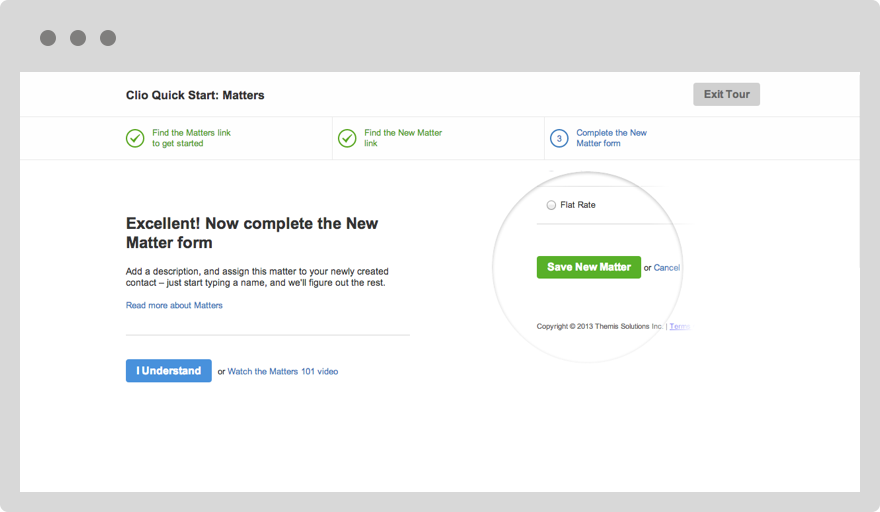 Clio Quick Start: Matters
Exit Tour
Find the Matters link
to get started
Find the New Matter
link
3
Complete the New
Matter form
Excellent! Now complete the New
Matter form
Add a description, and assign this matter to your newly created
contact – just start typing a name, and we'll figure out the rest.
Read more about Matters
I Understand or Watch the Matters 101 video
Flat Rate
Save New Matter or Cancel
Copyright © 2013 Themis Solutions Inc. | Terms